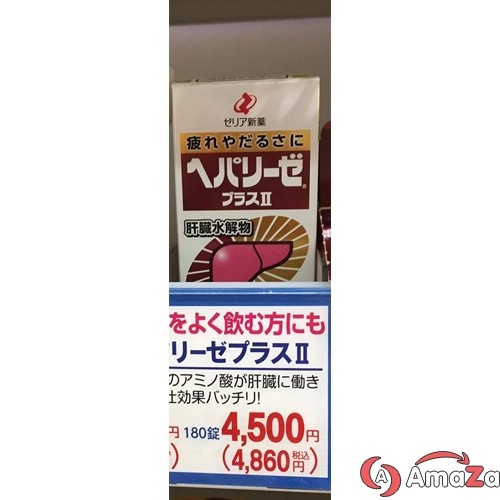 ゼリア新薬
疲れやだるさに
ヘパリーゼ®
プラスⅡ
肝臓水解物
をよく飲む方にも
リーゼプラスⅡ
のアミノ酸が肝臓に働き
効果バッチリ!
円 180錠 4,500円
(4,860税込円)
AmaZa